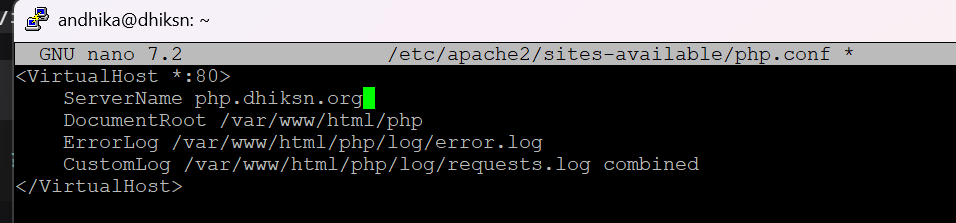 andhika@dhiksn: ~
GNU nano 7.2 /etc/apache2/sites-available/php.conf *
<VirtualHost *:80>
ServerName php.dhiksn.org
DocumentRoot /var/www/html/php
ErrorLog /var/www/html/php/log/error.log
CustomLog /var/www/html/php/log/requests.log combined
</VirtualHost>